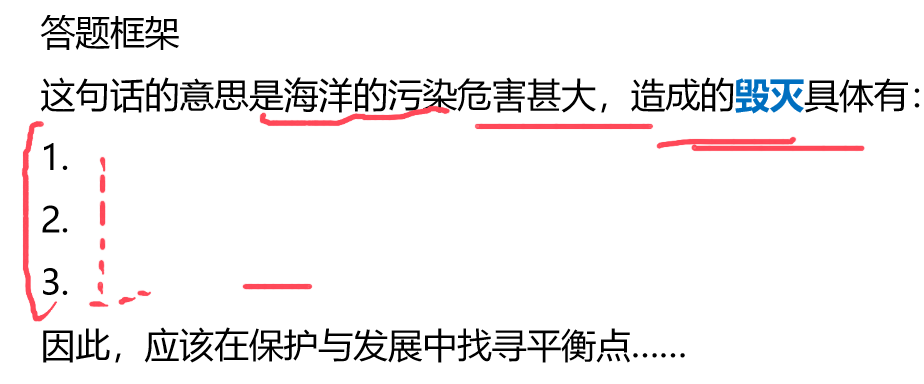 答题框架
这句话的意思是海洋的污染危害甚大，造成的毁灭具体有：
1.
2.
3.
因此，应该在保护与发展中找寻平衡点……